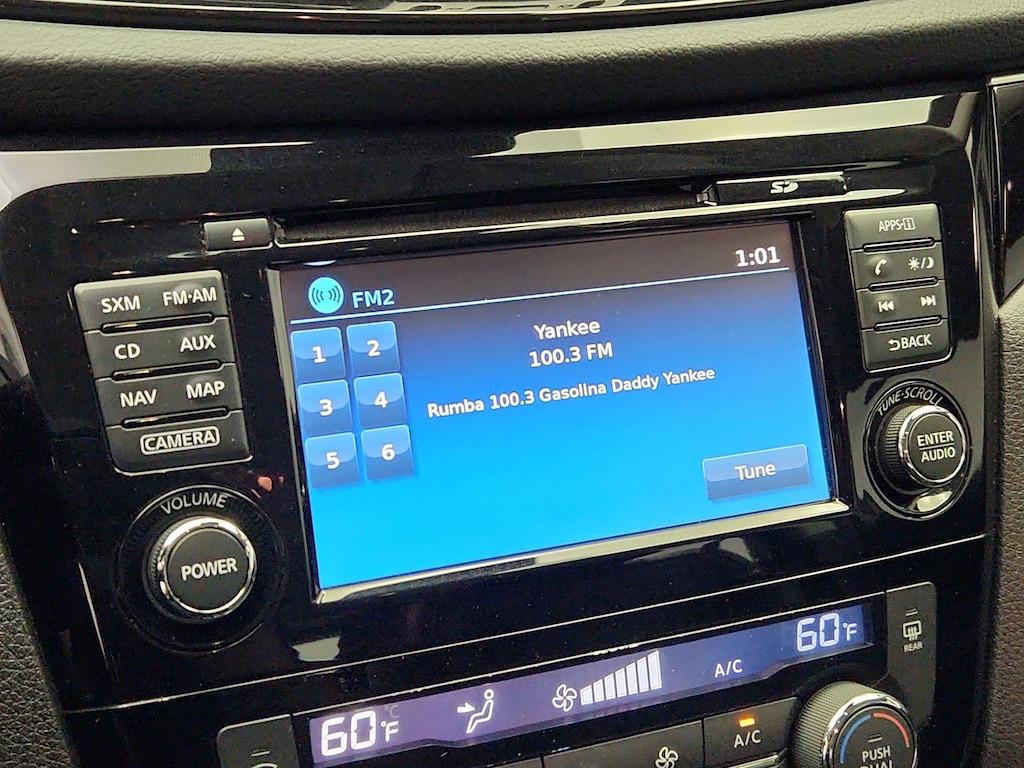 SD
APPS·i
SXM FM·AM
CD AUX
NAV MAP
CAMERA
VOLUME
POWER
FM2
1:01
1 2
3 4
5 6
Yankee
100.3 FM
Rumba 100.3 Gasolina Daddy Yankee
Tune
BACK
TUNE·SCROLL
ENTER
AUDIO
60°F
A/C
60°F
REAR
A/C
PUSH
DUAL